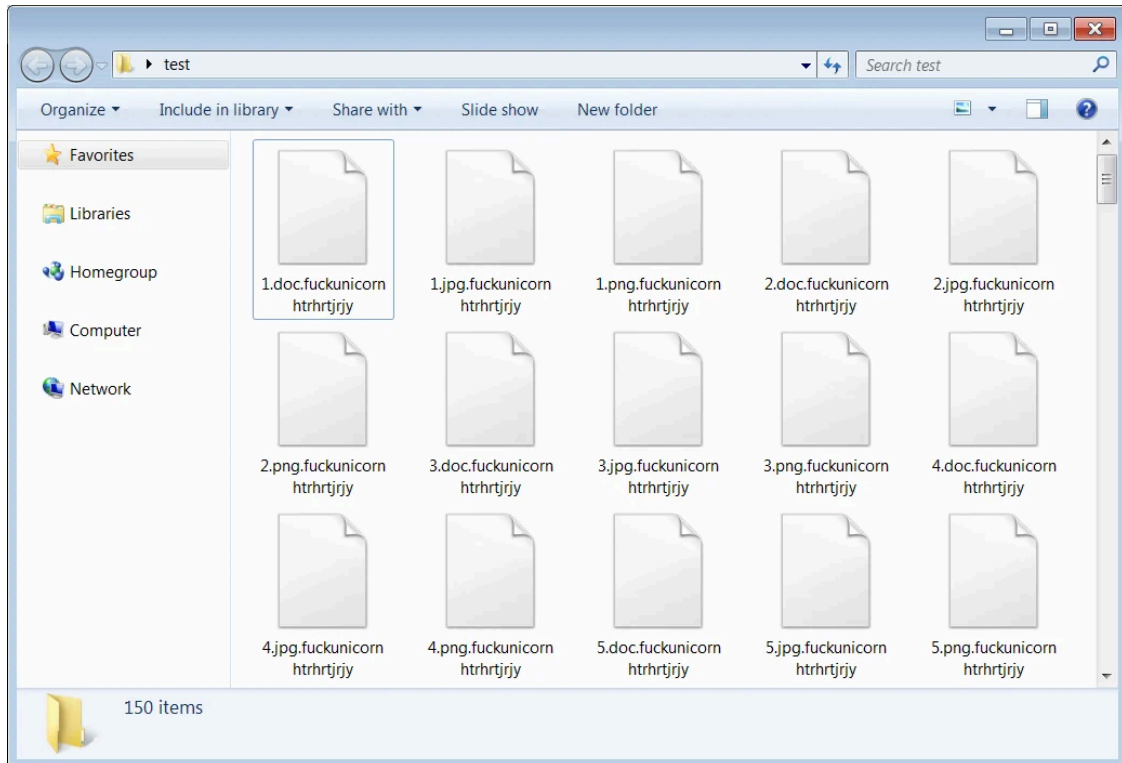 test
Search test
Organize
Include in library
Share with
Slide show
New folder
Favorites
Libraries
Homegroup
Computer
Network
1.doc.fuckunicorn
htrhrtjrjy
1.jpg.fuckunicorn
htrhrtjrjy
1.png.fuckunicorn
htrhrtjrjy
2.doc.fuckunicorn
htrhrtjrjy
2.jpg.fuckunicorn
htrhrtjrjy
2.png.fuckunicorn
htrhrtjrjy
3.doc.fuckunicorn
htrhrtjrjy
3.jpg.fuckunicorn
htrhrtjrjy
3.png.fuckunicorn
htrhrtjrjy
4.doc.fuckunicorn
htrhrtjrjy
4.jpg.fuckunicorn
htrhrtjrjy
4.png.fuckunicorn
htrhrtjrjy
5.doc.fuckunicorn
htrhrtjrjy
5.jpg.fuckunicorn
htrhrtjrjy
5.png.fuckunicorn
htrhrtjrjy
150 items